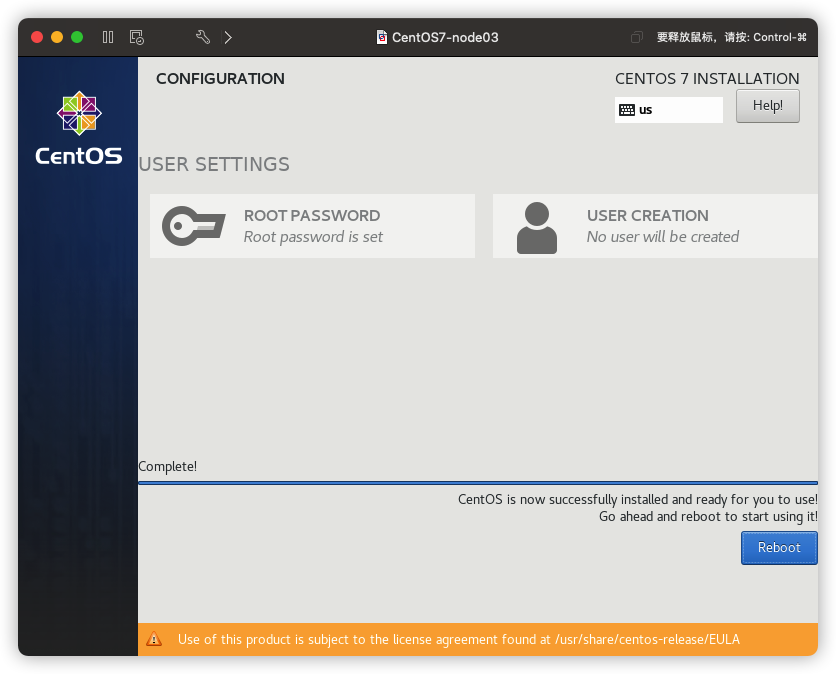 CentOS7-node03
要释放鼠标，请按: Control-⌘
CentOS
CONFIGURATION
CENTOS 7 INSTALLATION
us
Help!
USER SETTINGS
ROOT PASSWORD
Root password is set
USER CREATION
No user will be created
Complete!
CentOS is now successfully installed and ready for you to use!
Go ahead and reboot to start using it!
Reboot
Use of this product is subject to the license agreement found at /usr/share/centos-release/EULA